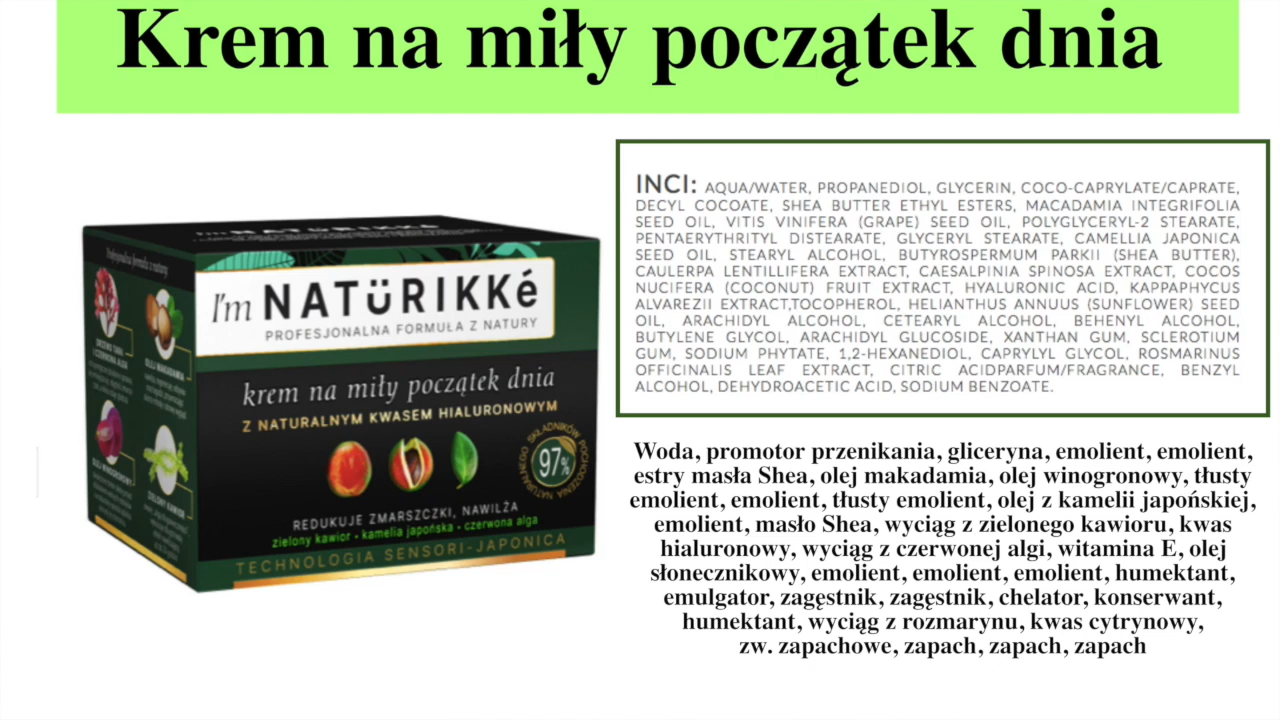 Krem na miły początek dnia
I'm NATÜRIKKé
PROFESJONALNA FORMUŁA Z NATURY
krem na miły początek dnia
Z NATURALNYM KWASEM HIALURONOWYM
97%
SKŁADNIKÓW POCHODZENIA NATURALNEGO
REDUKUJE ZMARSZCZKI, NAWILŻA
zielony kawior • kamelia japońska • czerwona alga
TECHNOLOGIA SENSORI-JAPONICA
OLEJ MAKADAMIA
OLEJ WINOGRONOWY
ZIELONY KAWIOR
INCI: AQUA/WATER, PROPANEDIOL, GLYCERIN, COCO-CAPRYLATE/CAPRATE,
DECYL COCOATE, SHEA BUTTER ETHYL ESTERS, MACADAMIA INTEGRIFOLIA
SEED OIL, VITIS VINIFERA (GRAPE) SEED OIL, POLYGLYCERYL-2 STEARATE,
PENTAERYTHRITYL DISTEARATE, GLYCERYL STEARATE, CAMELLIA JAPONICA
SEED OIL, STEARYL ALCOHOL, BUTYROSPERMUM PARKII (SHEA BUTTER),
CAULERPA LENTILLIFERA EXTRACT, CAESALPINIA SPINOSA EXTRACT, COCOS
NUCIFERA (COCONUT) FRUIT EXTRACT, HYALURONIC ACID, KAPPAPHYCUS
ALVAREZII EXTRACT,TOCOPHEROL, HELIANTHUS ANNUUS (SUNFLOWER) SEED
OIL, ARACHIDYL ALCOHOL, CETEARYL ALCOHOL, BEHENYL ALCOHOL,
BUTYLENE GLYCOL, ARACHIDYL GLUCOSIDE, XANTHAN GUM, SCLEROTIUM
GUM, SODIUM PHYTATE, 1,2-HEXANEDIOL, CAPRYLYL GLYCOL, ROSMARINUS
OFFICINALIS LEAF EXTRACT, CITRIC ACIDPARFUM/FRAGRANCE, BENZYL
ALCOHOL, DEHYDROACETIC ACID, SODIUM BENZOATE.
Woda, promotor przenikania, gliceryna, emolient, emolient,
estry masła Shea, olej makadamia, olej winogronowy, tłusty
emolient, emolient, tłusty emolient, olej z kamelii japońskiej,
emolient, masło Shea, wyciąg z zielonego kawioru, kwas
hialuronowy, wyciąg z czerwonej algi, witamina E, olej
słonecznikowy, emolient, emolient, emolient, humektant,
emulgator, zagęstnik, zagęstnik, chelator, konserwant,
humektant, wyciąg z rozmarynu, kwas cytrynowy,
zw. zapachowe, zapach, zapach, zapach